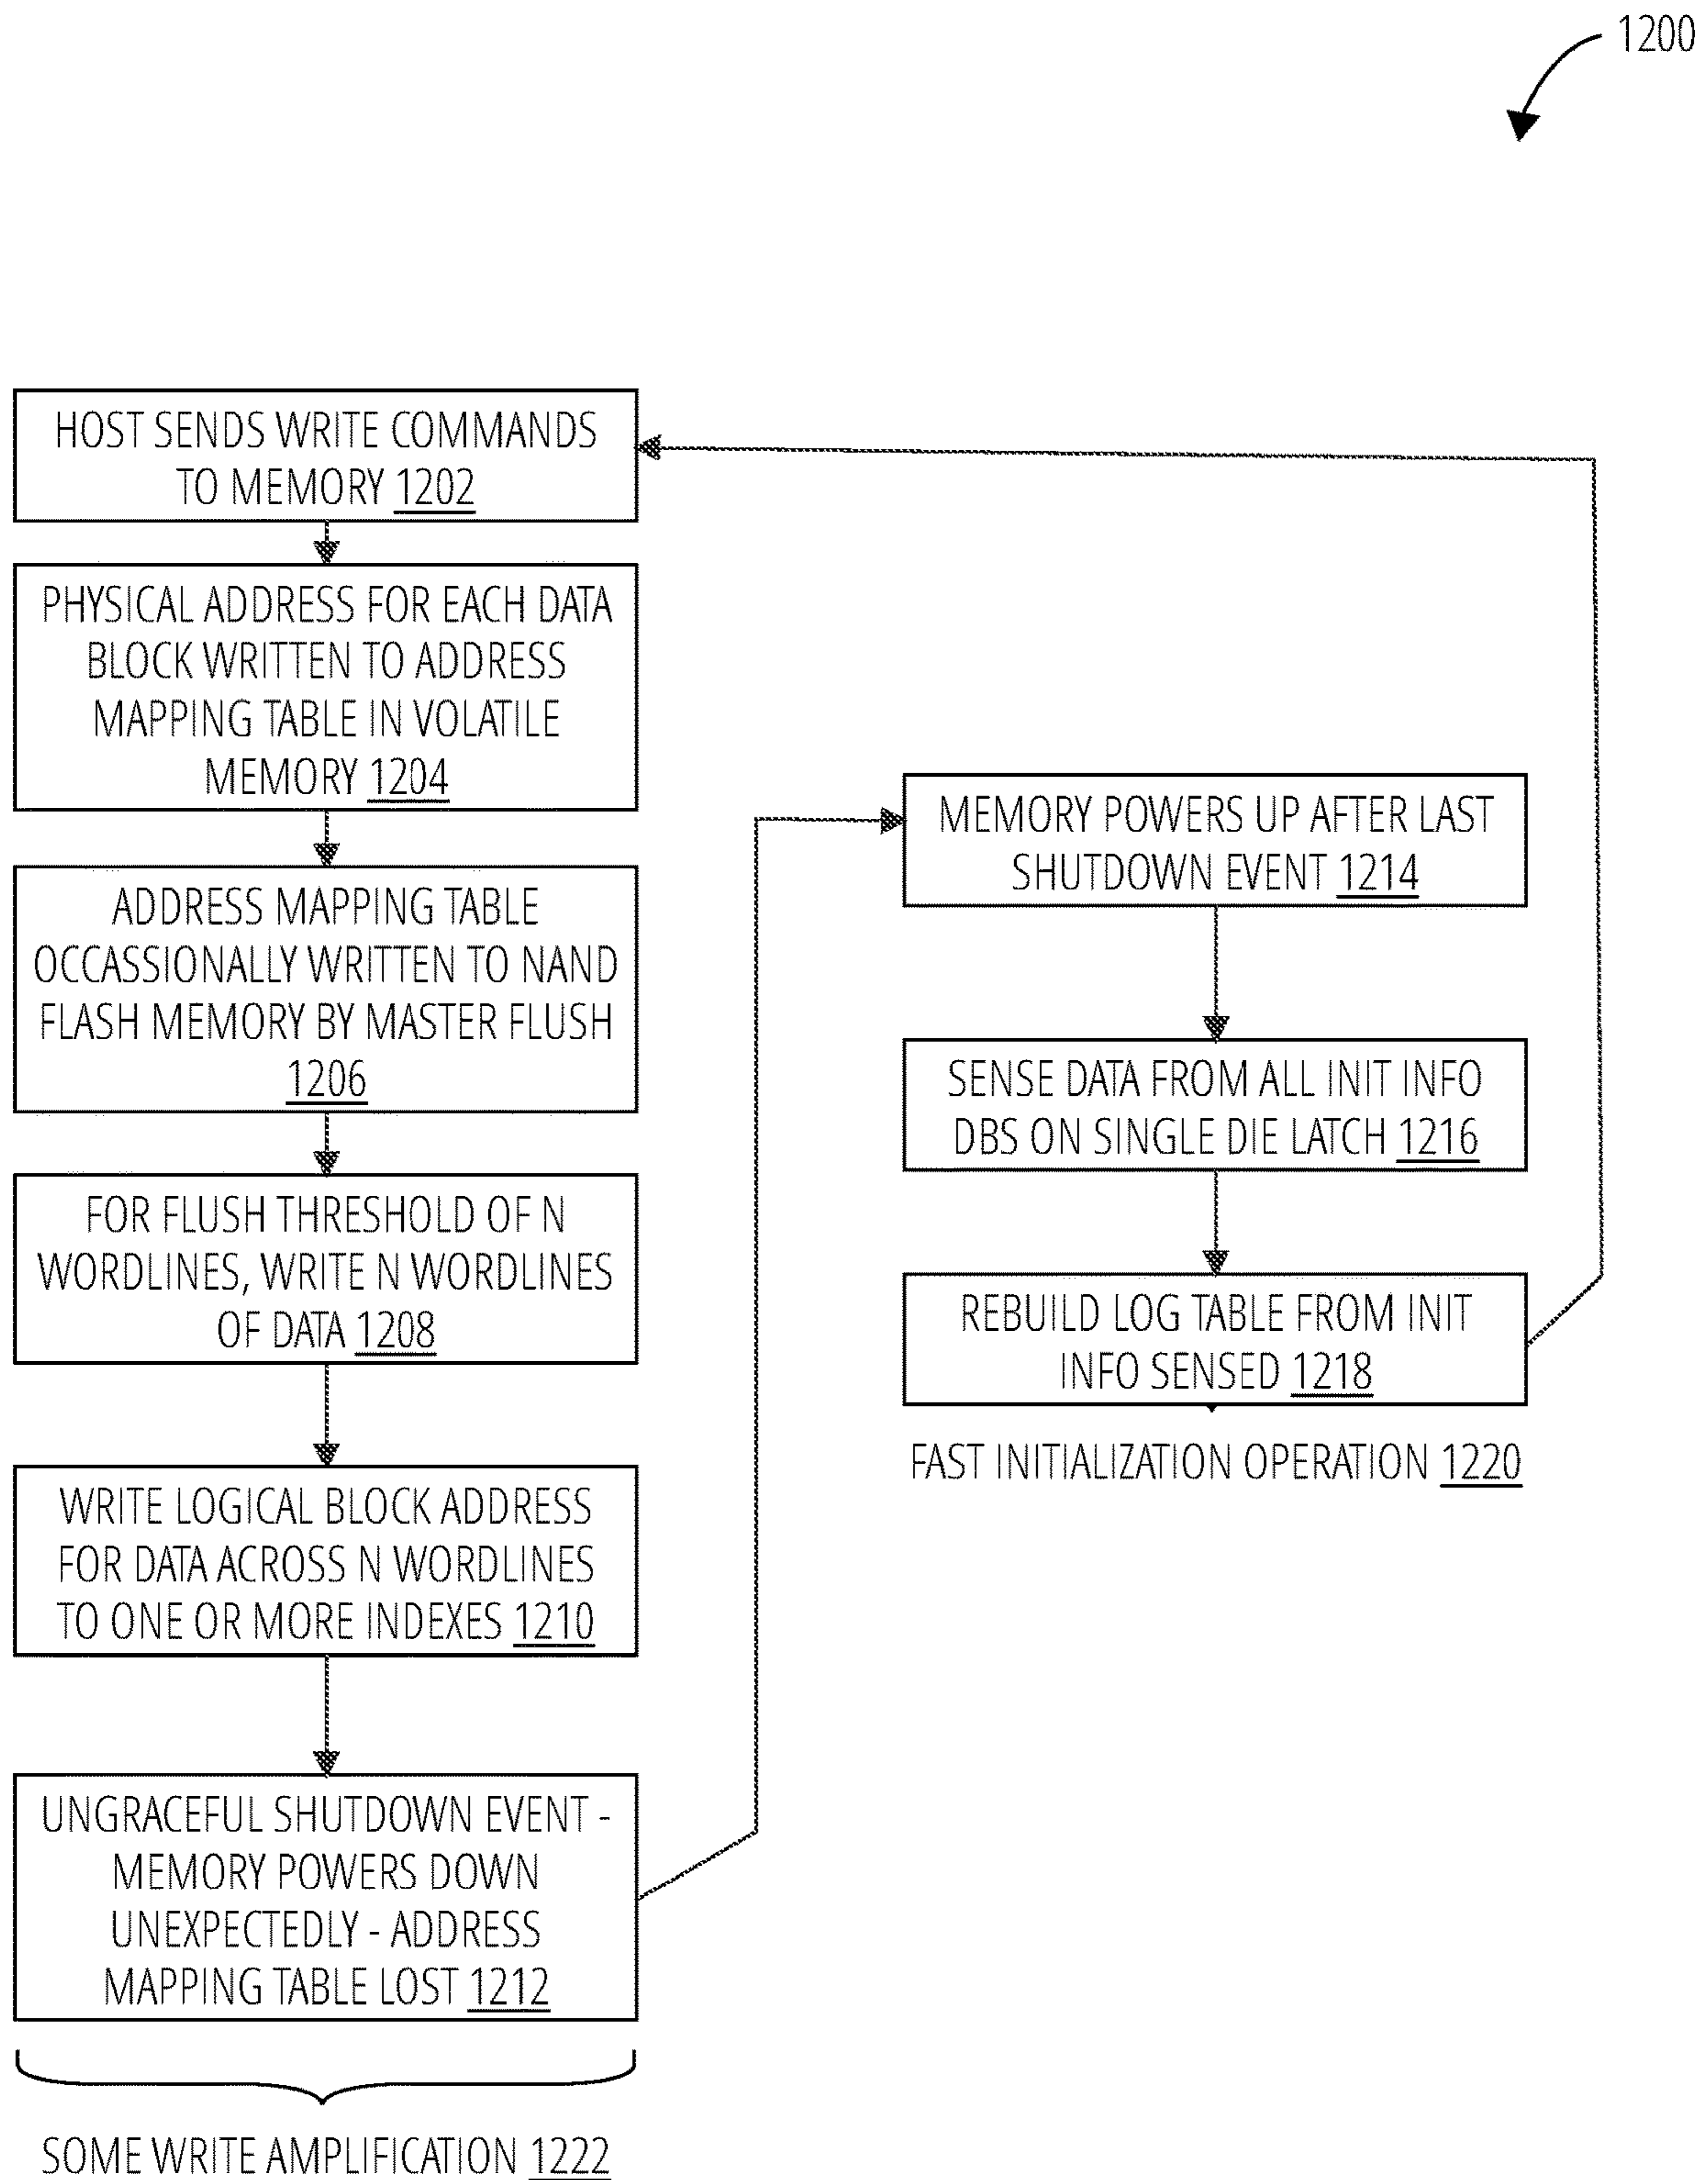 1200
HOST SENDS WRITE COMMANDS
TO MEMORY 1202
PHYSICAL ADDRESS FOR EACH DATA
BLOCK WRITTEN TO ADDRESS
MAPPING TABLE IN VOLATILE
MEMORY 1204
ADDRESS MAPPING TABLE
OCCASSIONALLY WRITTEN TO NAND
FLASH MEMORY BY MASTER FLUSH
1206
FOR FLUSH THRESHOLD OF N
WORDLINES, WRITE N WORDLINES
OF DATA 1208
WRITE LOGICAL BLOCK ADDRESS
FOR DATA ACROSS N WORDLINES
TO ONE OR MORE INDEXES 1210
UNGRACEFUL SHUTDOWN EVENT -
MEMORY POWERS DOWN
UNEXPECTEDLY - ADDRESS
MAPPING TABLE LOST 1212
SOME WRITE AMPLIFICATION 1222
MEMORY POWERS UP AFTER LAST
SHUTDOWN EVENT 1214
SENSE DATA FROM ALL INIT INFO
DBS ON SINGLE DIE LATCH 1216
REBUILD LOG TABLE FROM INIT
INFO SENSED 1218
FAST INITIALIZATION OPERATION 1220